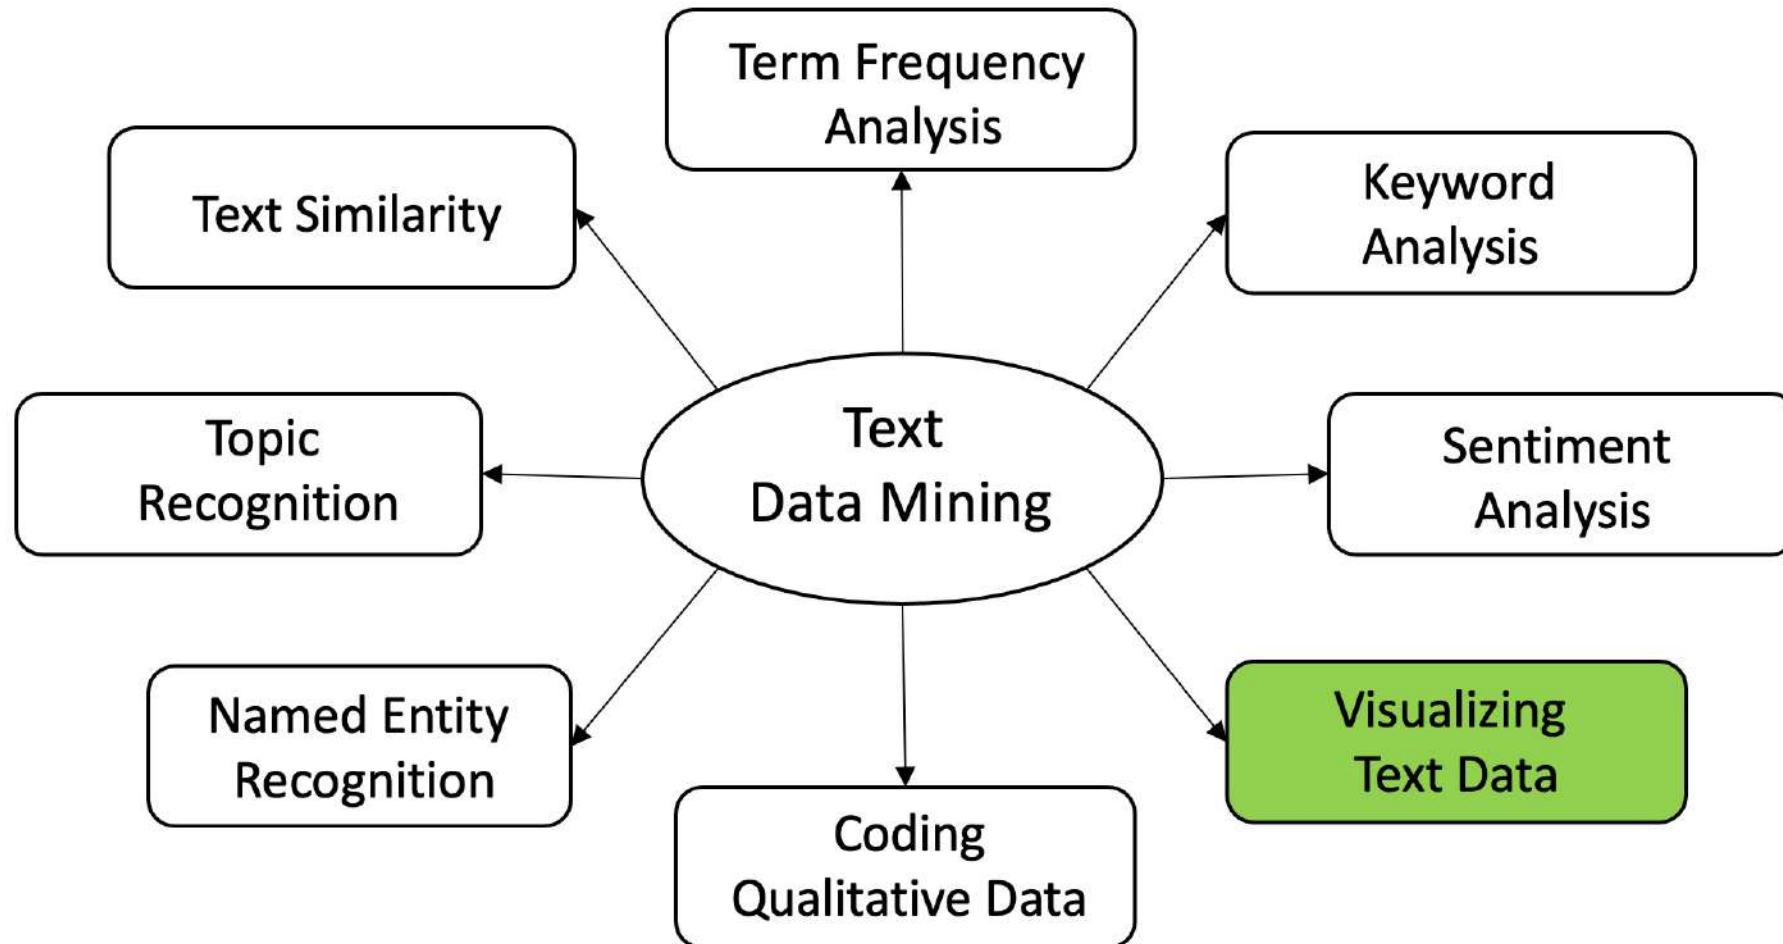 Term Frequency
Analysis
Text Similarity
Keyword
Analysis
Text
Data Mining
Topic
Recognition
Sentiment
Analysis
Named Entity
Recognition
Visualizing
Text Data
Coding
Qualitative Data